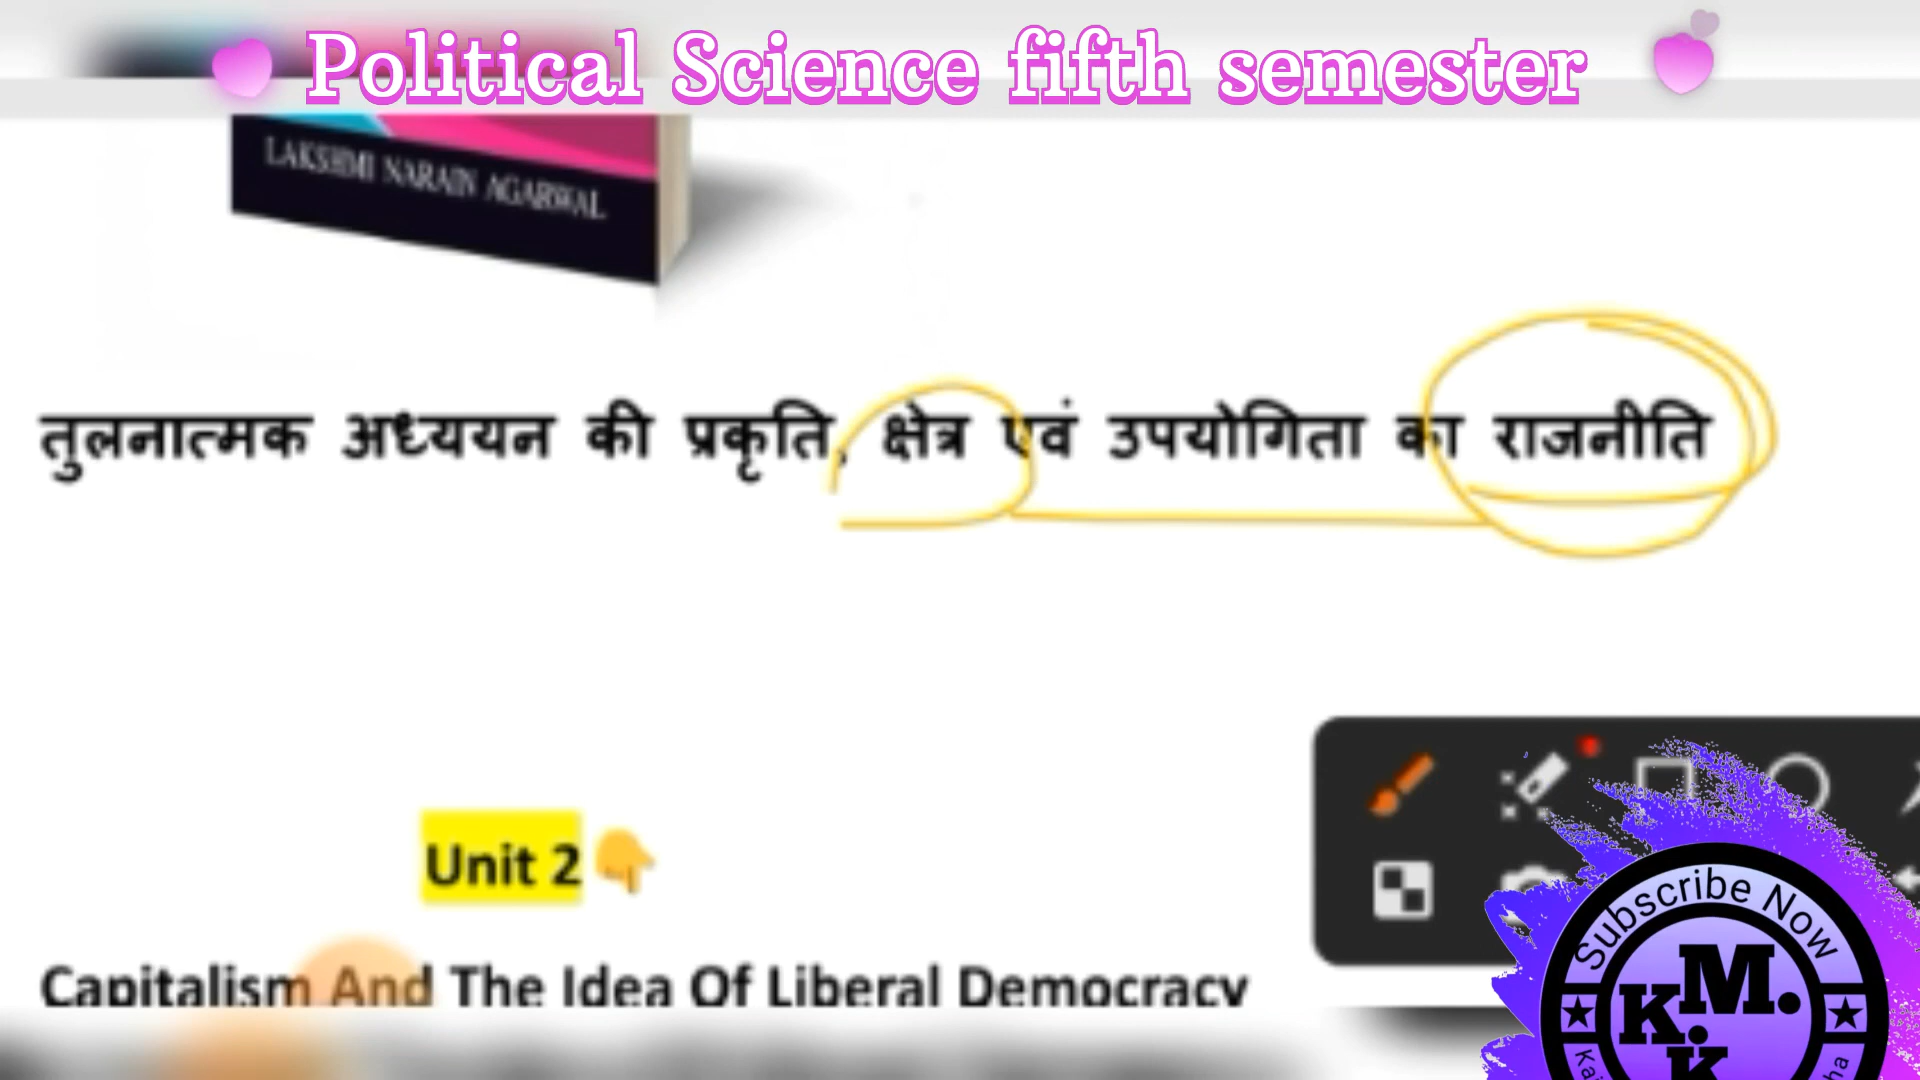 Political Science fifth semester
LAKSHMI NARAIN AGARWAL
तुलनात्मक अध्ययन की प्रकृति, क्षेत्र एवं उपयोगिता का राजनीति
Unit 2
Capitalism And The Idea Of Liberal Democracy
Subscribe Now
K.M.
K